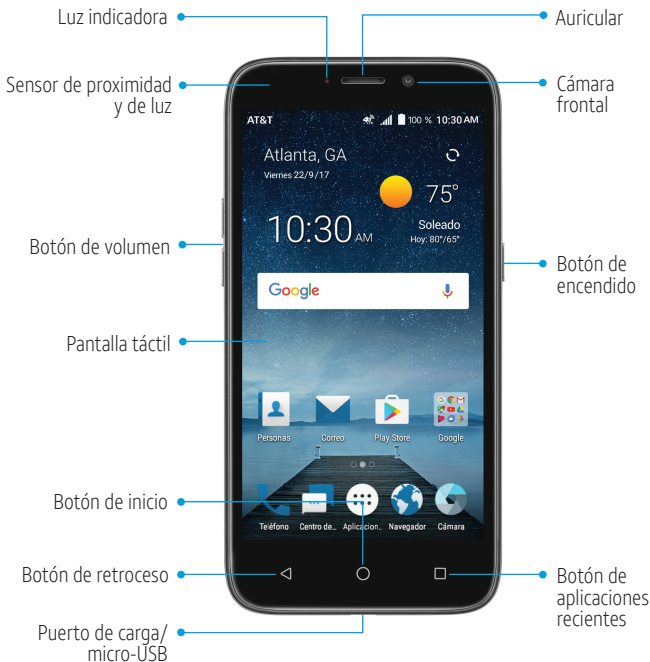 Luz indicadora
Auricular
Sensor de proximidad
y de luz
Cámara
frontal
AT&T
100 % 10:30 AM
Atlanta, GA
Viernes 22/9/17
75°
10:30 AM
Soleado
Hoy: 80°/65°
Botón de volumen
Botón de
encendido
Google
Pantalla táctil
Personas
Correo
Play Store
Google
Botón de inicio
Teléfono
Centro de...
Aplicacion...
Navegador
Cámara
Botón de retroceso
Botón de
aplicaciones
recientes
Puerto de carga/
micro-USB